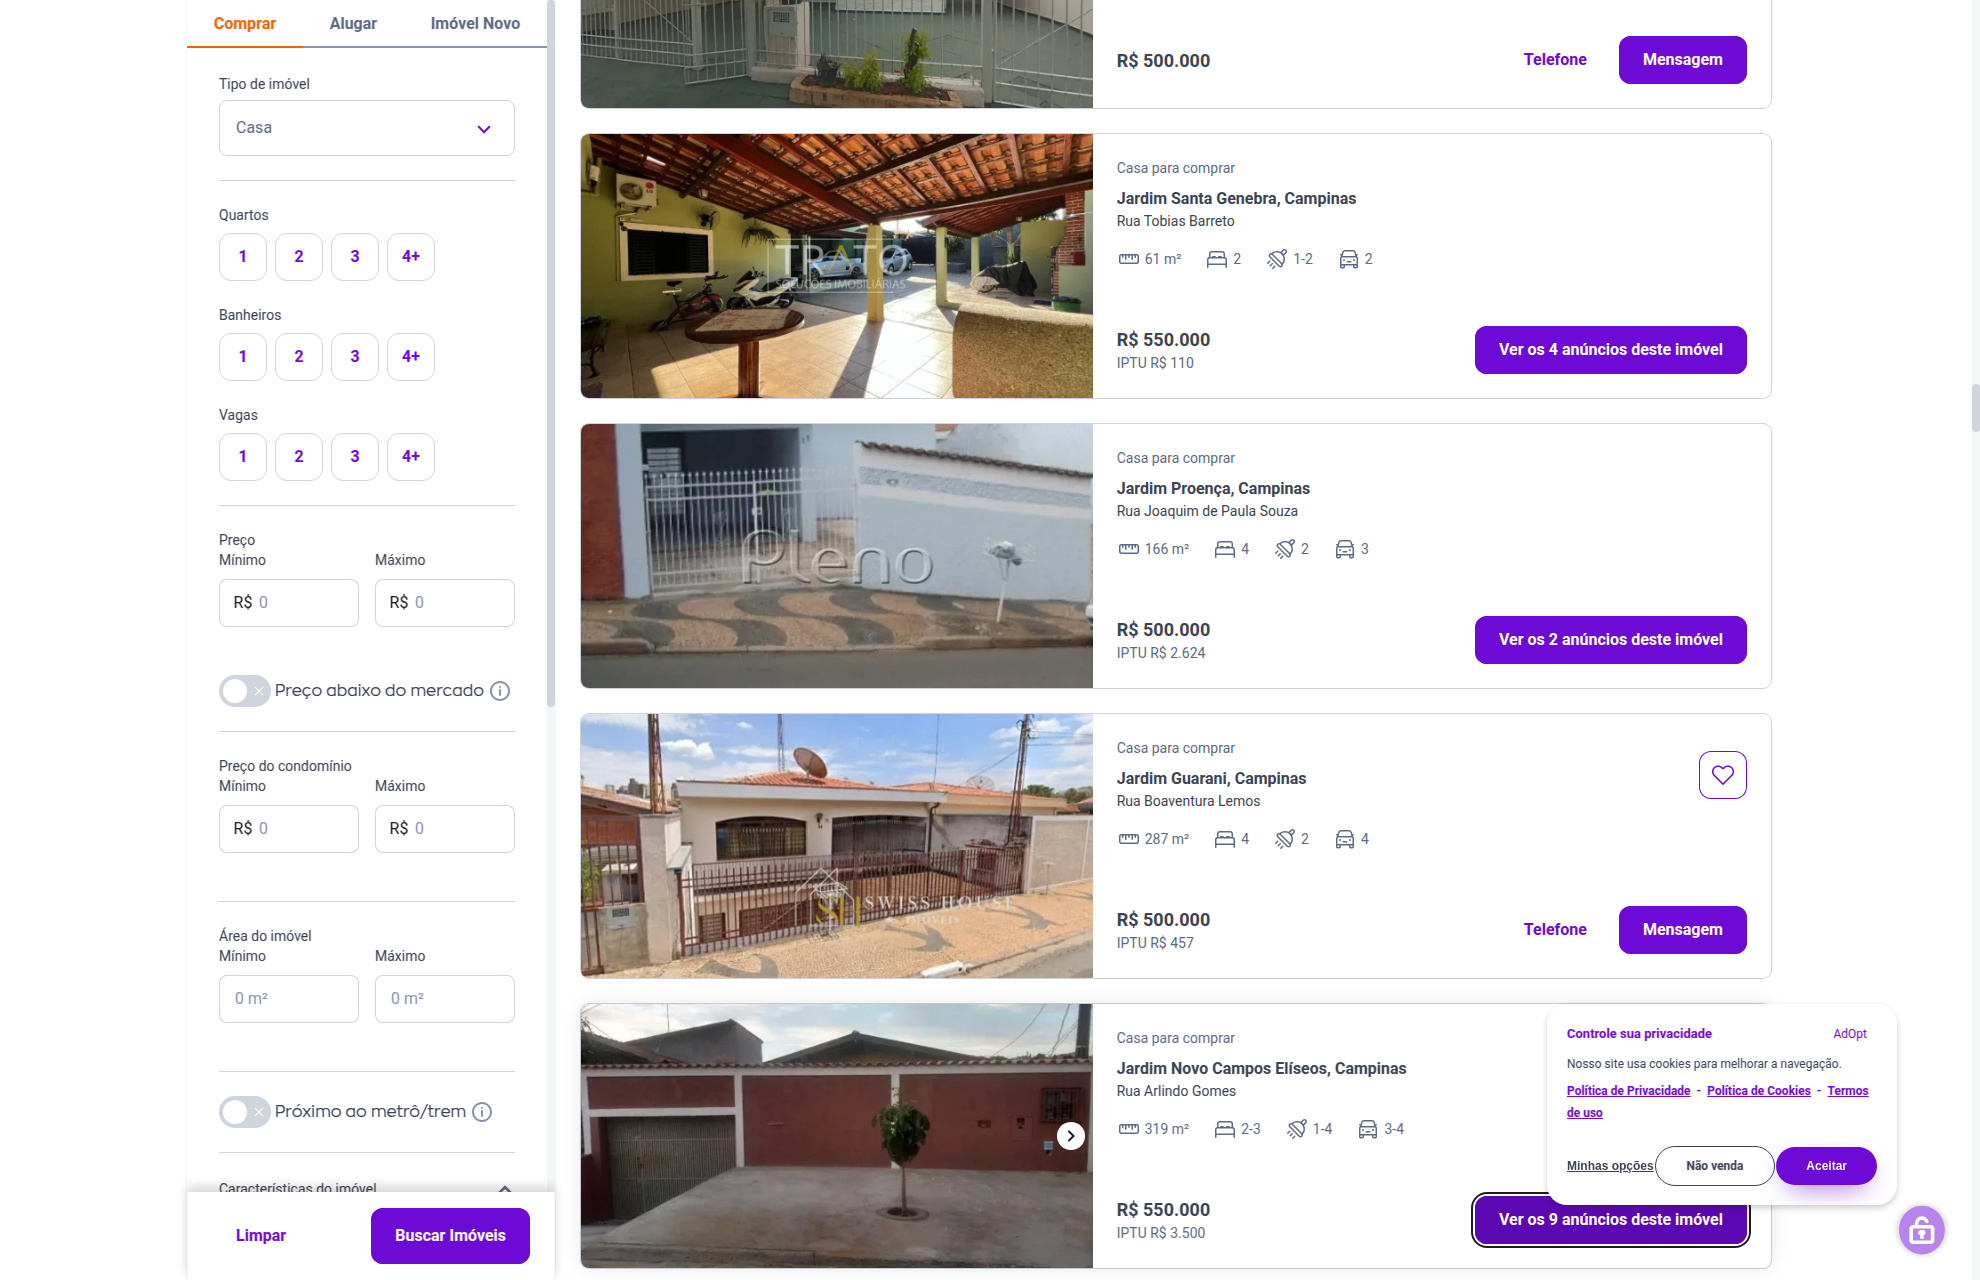 Comprar
Alugar
Imóvel Novo
Tipo de imóvel
Casa
Quartos
1
2
3
4+
Banheiros
1
2
3
4+
Vagas
1
2
3
4+
Preço
Mínimo
Máximo
R$ 0
R$ 0
Preço abaixo do mercado
Preço do condomínio
Mínimo
Máximo
R$ 0
R$ 0
Área do imóvel
Mínimo
Máximo
0 m²
0 m²
Próximo ao metrô/trem
Características do imóvel
Limpar
Buscar Imóveis
R$ 500.000
Telefone
Mensagem
TRATO
SOLUÇÕES IMOBILIÁRIAS
Casa para comprar
Jardim Santa Genebra, Campinas
Rua Tobias Barreto
61 m²
2
1-2
2
R$ 550.000
IPTU R$ 110
Ver os 4 anúncios deste imóvel
Pleno
Casa para comprar
Jardim Proença, Campinas
Rua Joaquim de Paula Souza
166 m²
4
2
3
R$ 500.000
IPTU R$ 2.624
Ver os 2 anúncios deste imóvel
SH SWISS HOUSE
IMÓVEIS
Casa para comprar
Jardim Guarani, Campinas
Rua Boaventura Lemos
287 m²
4
2
4
R$ 500.000
IPTU R$ 457
Telefone
Mensagem
Casa para comprar
Jardim Novo Campos Elíseos, Campinas
Rua Arlindo Gomes
319 m²
2-3
1-4
3-4
R$ 550.000
IPTU R$ 3.500
Ver os 9 anúncios deste imóvel
Controle sua privacidade
AdOpt
Nosso site usa cookies para melhorar a navegação.
Política de Privacidade - Política de Cookies - Termos
de uso
Minhas opções
Não venda
Aceitar